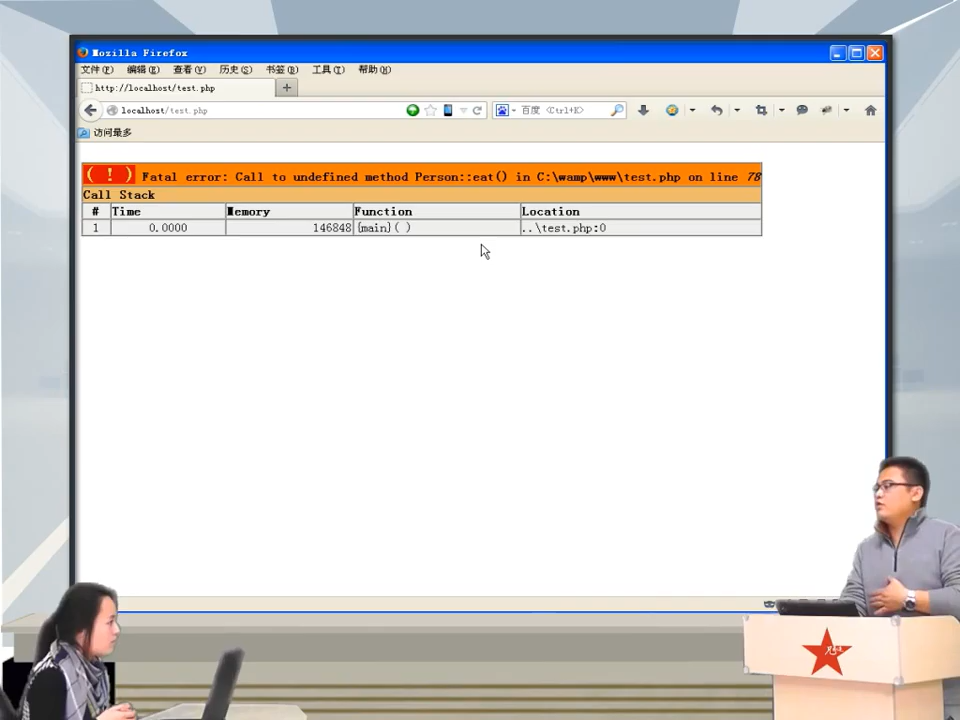 Mozilla Firefox
文件(F) 编辑(E) 查看(V) 历史(S) 书签(B) 工具(T) 帮助(H)
http://localhost/test.php
localhost/test.php 百度 <Ctrl+K>
访问最多
( ! ) Fatal error: Call to undefined method Person::eat() in C:\wamp\www\test.php on line 78
Call Stack
# Time Memory Function Location
1 0.0000 146848 {main}( ) ..\test.php:0